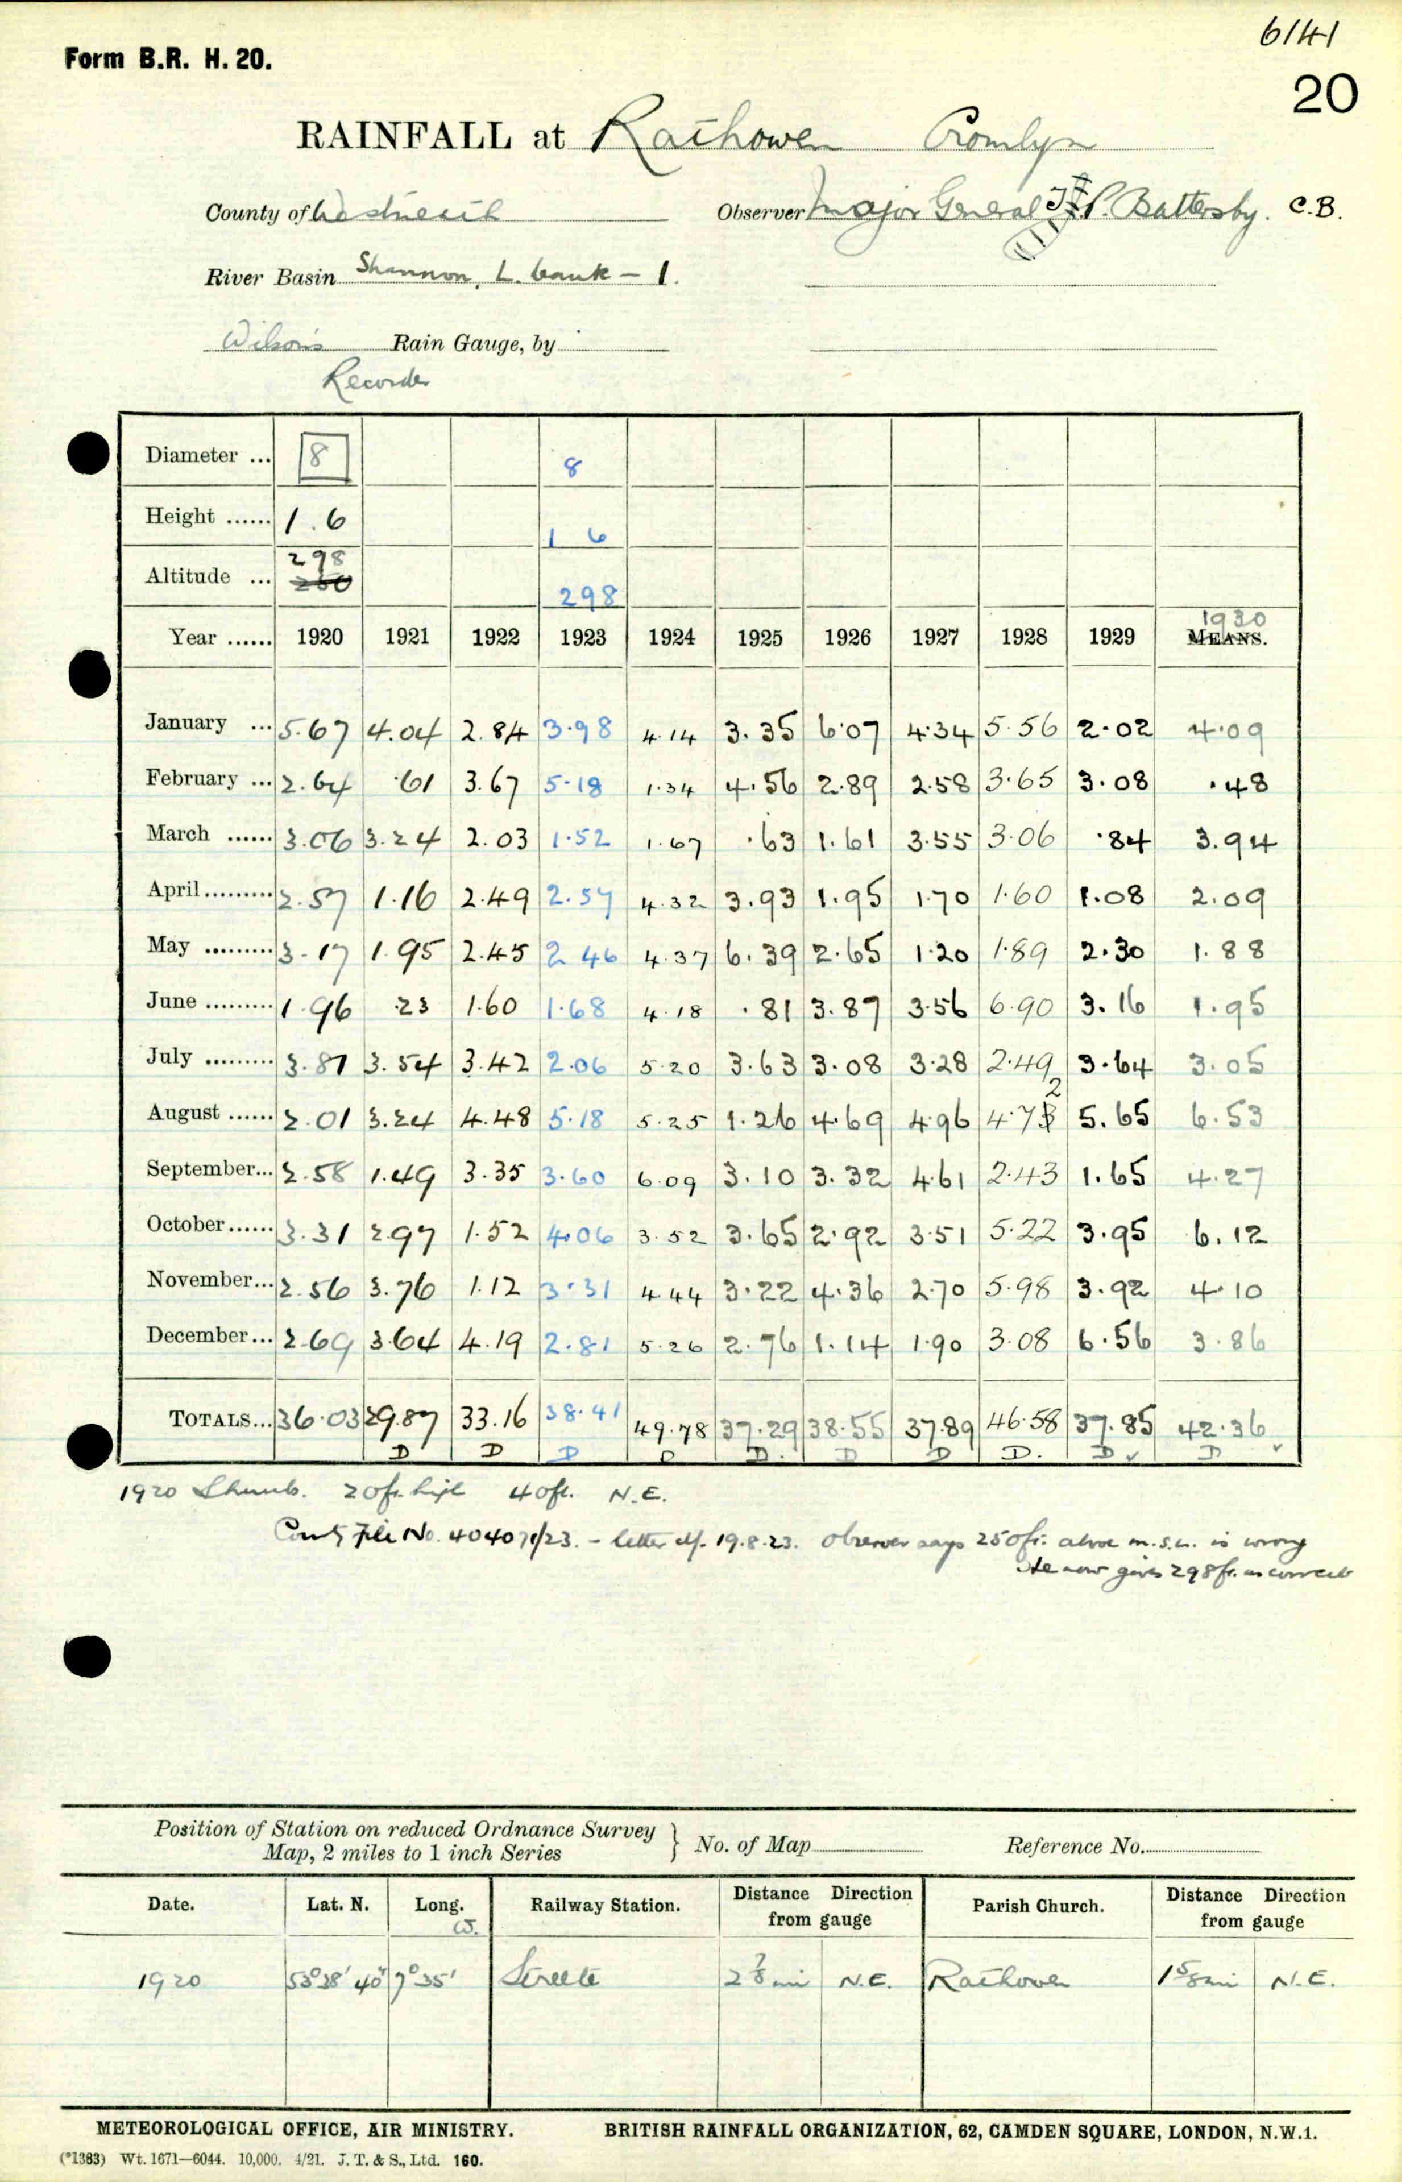 6141
Form B.R. H. 20.
20
RAINFALL at Rathowen Cromlyn
County of Westmeath Observer Major General J. P. Battersby. C.B.
River Basin Shannon, L. bank - 1.
Wilson's Rain Gauge, by
Recorder
Diameter ... 8 8
Height ...... 1.6 1 6
Altitude ... 298 250 298
1930
Year ...... 1920 1921 1922 1923 1924 1925 1926 1927 1928 1929 MEANS.
January ... 5.67 4.04 2.84 3.98 4.14 3.35 6.07 4.34 5.56 2.02 4.09
February ... 2.64 .61 3.67 5.18 1.34 4.56 2.89 2.58 3.65 3.08 .48
March ...... 3.06 3.24 2.03 1.52 1.67 .63 1.61 3.55 3.06 .84 3.94
April......... 2.57 1.16 2.49 2.57 4.32 3.93 1.95 1.70 1.60 1.08 2.09
May ......... 3.17 1.95 2.45 2 46 4.37 6.39 2.65 1.20 1.89 2.30 1.88
June ......... 1.96 .23 1.60 1.68 4.18 .81 3.87 3.56 6.90 3.16 1.95
July ......... 3.81 3.54 3.42 2.06 5.20 3.63 3.08 3.28 2.49 3.64 3.05
August ...... 2.01 3.24 4.48 5.18 5.25 1.26 4.69 4.96 4.72 5.65 6.53
September... 2.58 1.49 3.35 3.60 6.09 3.10 3.32 4.61 2.43 1.65 4.27
October...... 3.31 2.97 1.52 4.06 3.52 3.65 2.92 3.51 5.22 3.95 6.12
November... 2.56 3.76 1.12 3.31 4.44 3.22 4.36 2.70 5.98 3.92 4.10
December... 2.69 3.64 4.19 2.81 5.26 2.76 1.14 1.90 3.08 6.56 3.86
TOTALS... 36.03 29.87 33.16 38.41 49.78 37.29 38.55 37.89 46.58 37.85 42.36
D D D D D. D D D. D ✓ D ✓
1920 Shrub. 20ft. high 40ft. N.E.
File No. 404071/23. - letter of 19.8.23. Observer says 250ft. above m.s.l. is wrong
He now gives 298ft. as correct
Position of Station on reduced Ordnance Survey
Map, 2 miles to 1 inch Series } No. of Map Reference No.
Date. Lat. N. Long. W. Railway Station. Distance Direction from gauge Parish Church. Distance Direction from gauge
1920 53° 38' 40" 7° 35' Streete 2 7/8 mi N.E. Rathowen 1 5/8 mi N.E.
METEOROLOGICAL OFFICE, AIR MINISTRY. BRITISH RAINFALL ORGANIZATION, 62, CAMDEN SQUARE, LONDON, N.W.1.
(*1383) Wt. 1671—6044. 10,000. 4/21. J. T. & S., Ltd. 160.